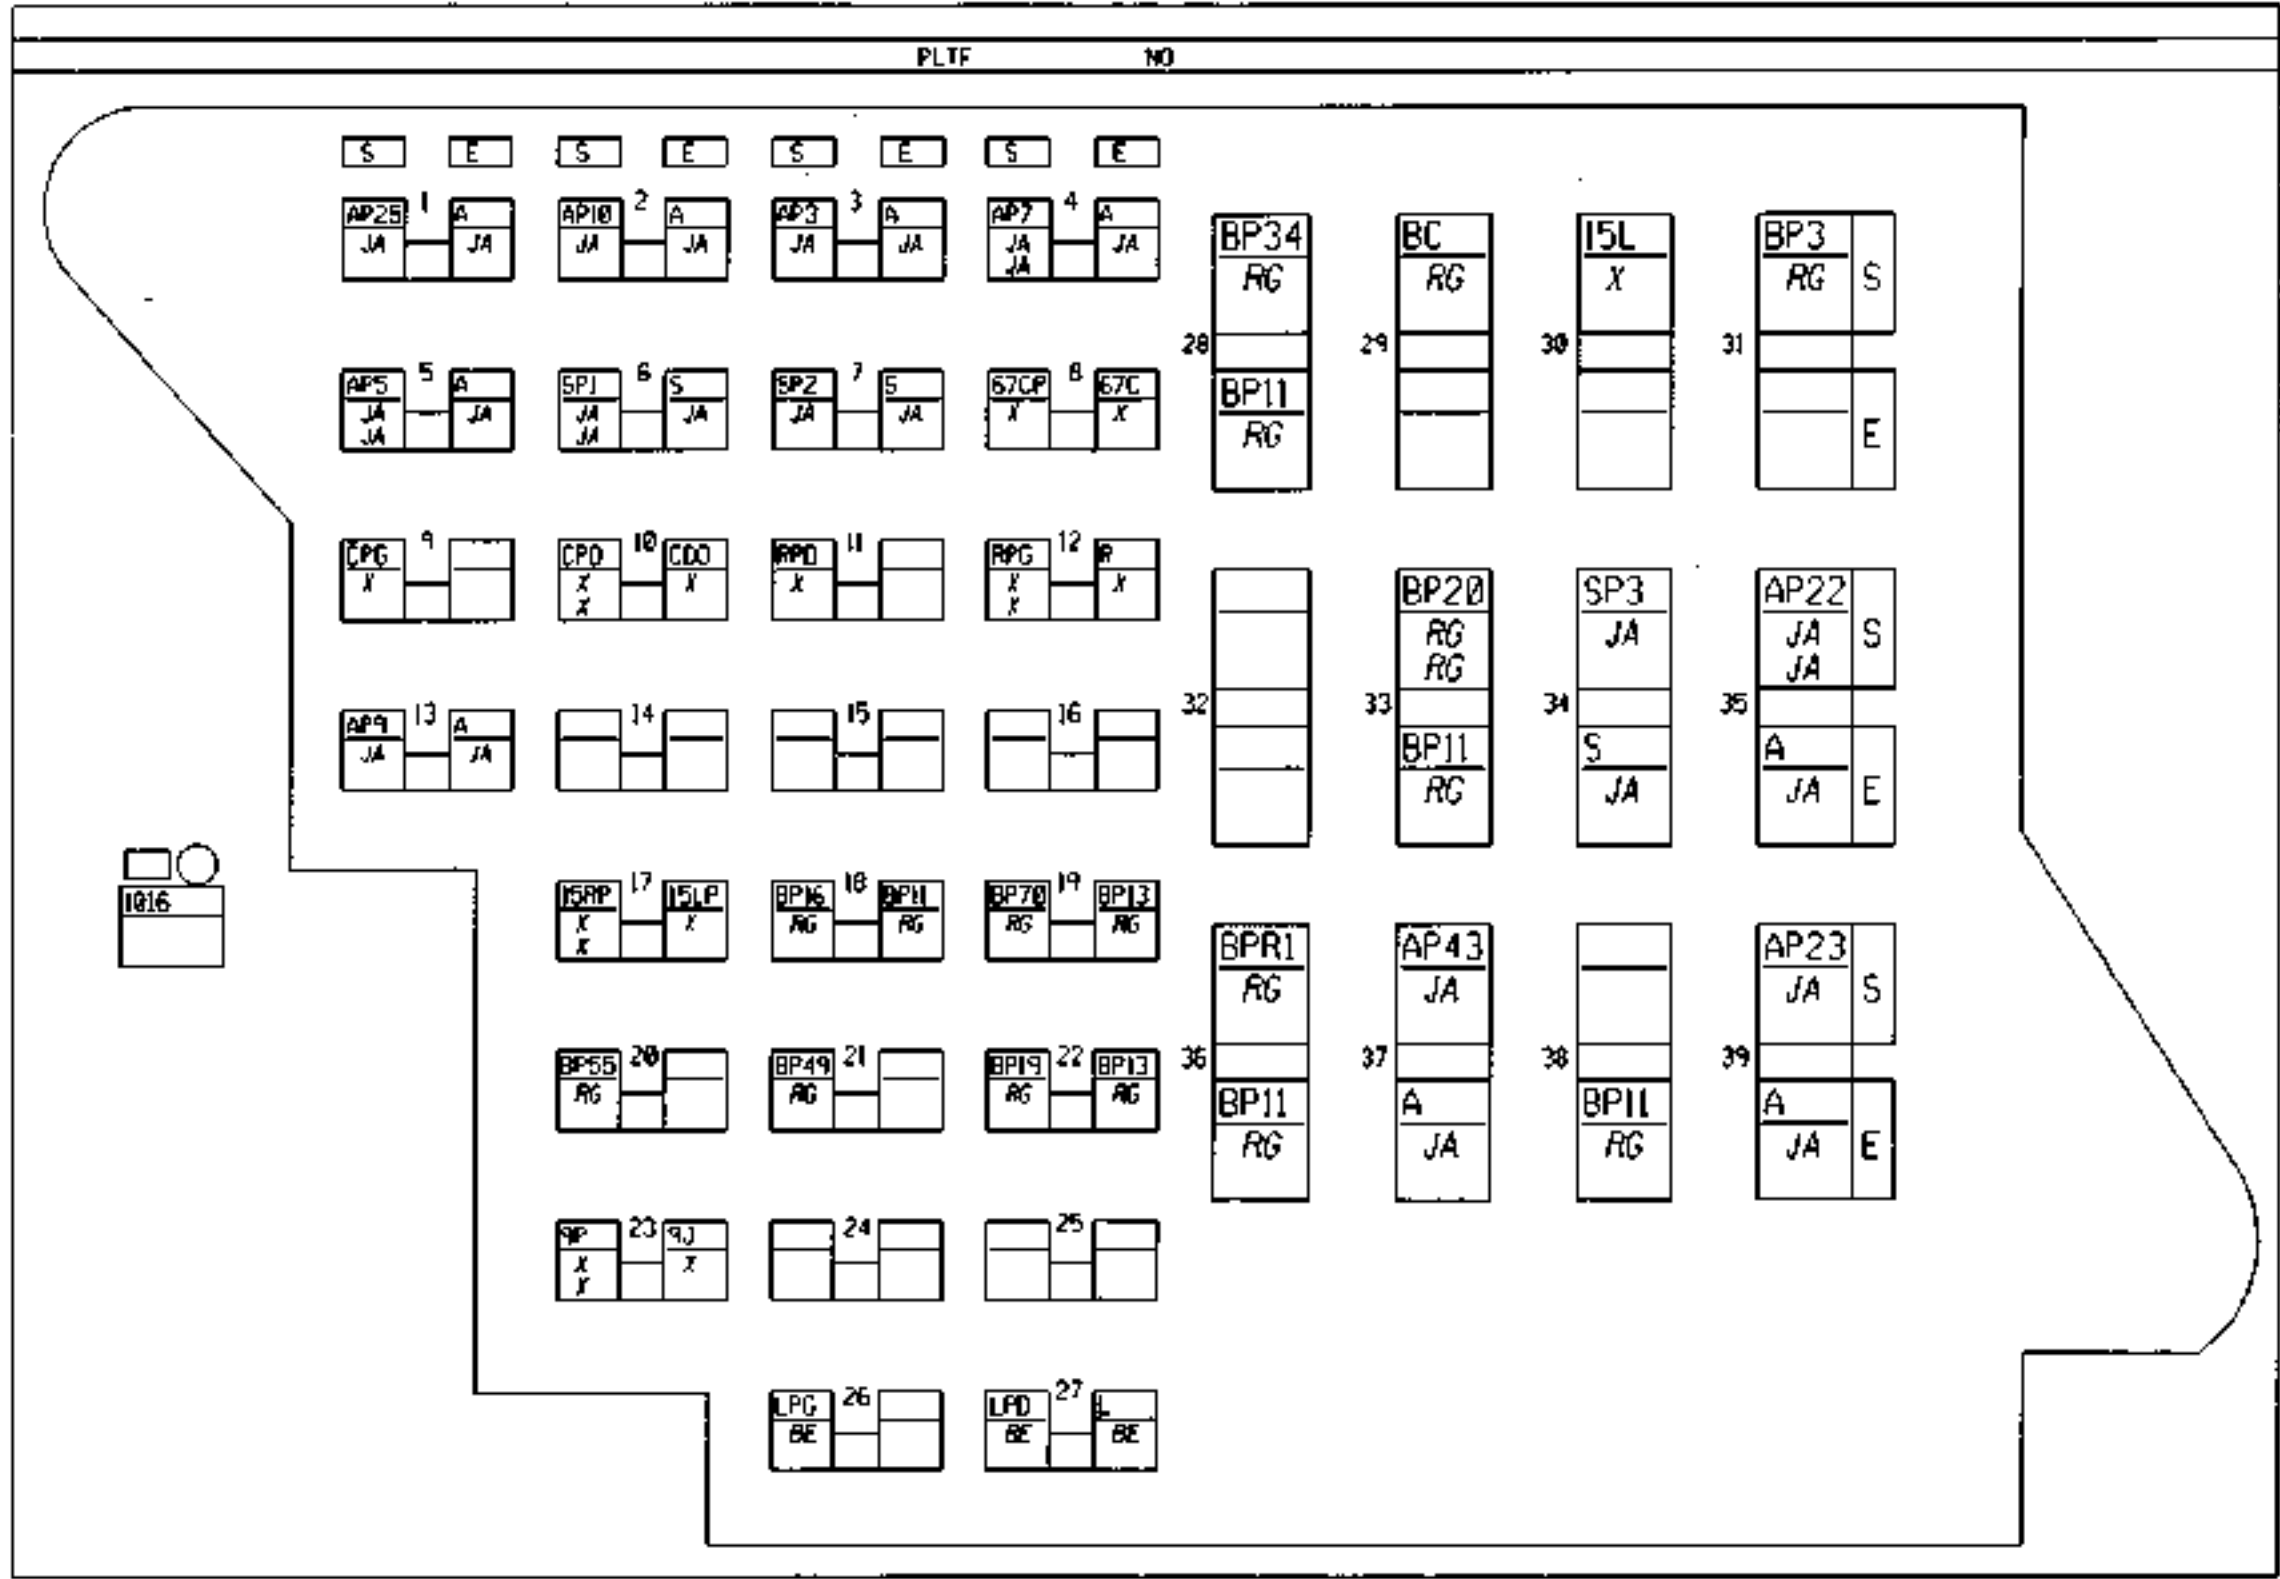 PLTF NO
S E S E S E S E
1 2 3 4
AP25 A AP10 A AP3 A AP7 A
JA JA JA JA JA JA JA JA
JA
BP34 BC 15L BP3
RG RG X RG S
28 29 30 31
5 6 7 8
AP5 A SP1 S SP2 S 67CP 67C
JA JA JA JA JA JA X X
JA JA
BP11
RG E
9 10 11 12
CPG CPD CDO RPD RPG R
X X X X X X
X X
BP20 SP3 AP22
RG JA JA S
RG JA
32 33 34 35
13 14 15 16
AP9 A
JA JA
BP11 S A
RG JA JA E
1016
17 18 19
15RP 15LP BP16 BP11 BP70 BP13
X X RG RG RG RG
X
BPR1 AP43 AP23
RG JA JA S
36 37 38 39
20 21 22
BP55 BP49 BP19 BP13
RG RG RG RG
BP11 A BP11 A
RG JA RG JA E
23 24 25
9P 9J
X X
X
26 27
LPG LPD L
BE BE BE